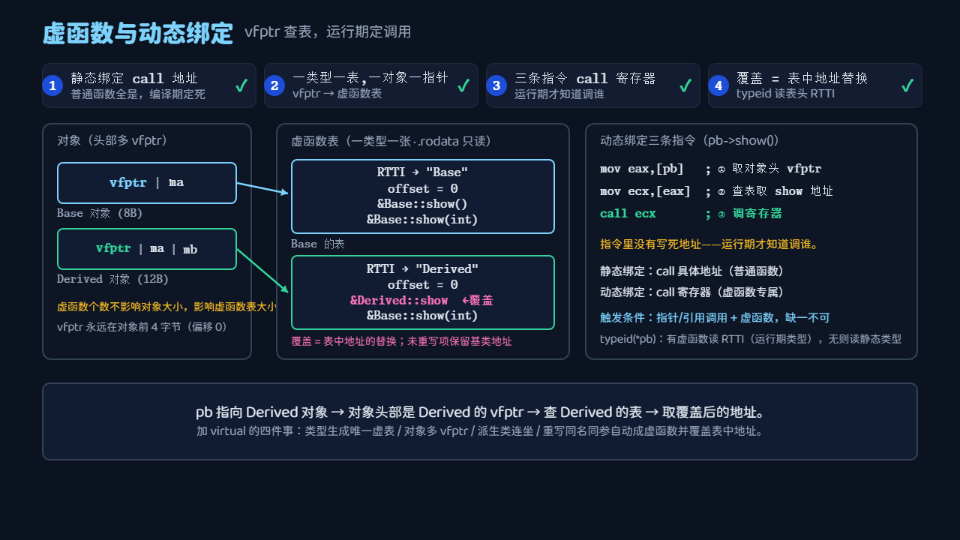 虚函数与动态绑定 vfptr 查表，运行期定调用
1 静态绑定 call 地址 ✓
普通函数全是，编译期定死
2 一类型一表,一对象一指针 ✓
vfptr → 虚函数表
3 三条指令 call 寄存器 ✓
运行期才知道调谁
4 覆盖 = 表中地址替换 ✓
typeid 读表头 RTTI
对象（头部多 vfptr）
vfptr | ma
Base 对象 (8B)
vfptr | ma | mb
Derived 对象 (12B)
虚函数个数不影响对象大小，影响虚函数表大小
vfptr 永远在对象前 4 字节（偏移 0）
虚函数表（一类型一张 · .rodata 只读）
RTTI → "Base"
offset = 0
&Base::show()
&Base::show(int)
Base 的表
RTTI → "Derived"
offset = 0
&Derived::show ←覆盖
&Base::show(int)
覆盖 = 表中地址的替换；未重写项保留基类地址
动态绑定三条指令（pb->show()）
mov eax,[pb] ; ① 取对象头 vfptr
mov ecx,[eax] ; ② 查表取 show 地址
call ecx ; ③ 调寄存器
指令里没有写死地址——运行期才知道调谁。
静态绑定：call 具体地址（普通函数）
动态绑定：call 寄存器（虚函数专属）
触发条件：指针/引用调用 + 虚函数，缺一不可
typeid(*pb)：有虚函数读 RTTI（运行期类型），无则读静态类型
pb 指向 Derived 对象 → 对象头部是 Derived 的 vfptr → 查 Derived 的表 → 取覆盖后的地址。
加 virtual 的四件事：类型生成唯一虚表 / 对象多 vfptr / 派生类连坐 / 重写同名同参自动成虚函数并覆盖表中地址。